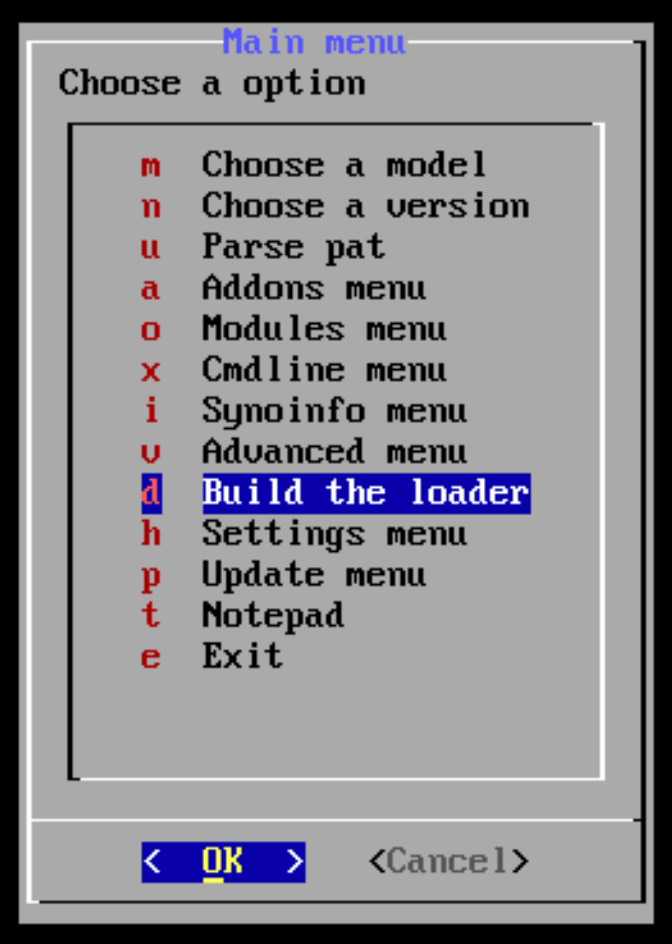 Main menu
Choose a option
m Choose a model
n Choose a version
u Parse pat
a Addons menu
o Modules menu
x Cmdline menu
i Synoinfo menu
v Advanced menu
d Build the loader
h Settings menu
p Update menu
t Notepad
e Exit
< OK > <Cancel>